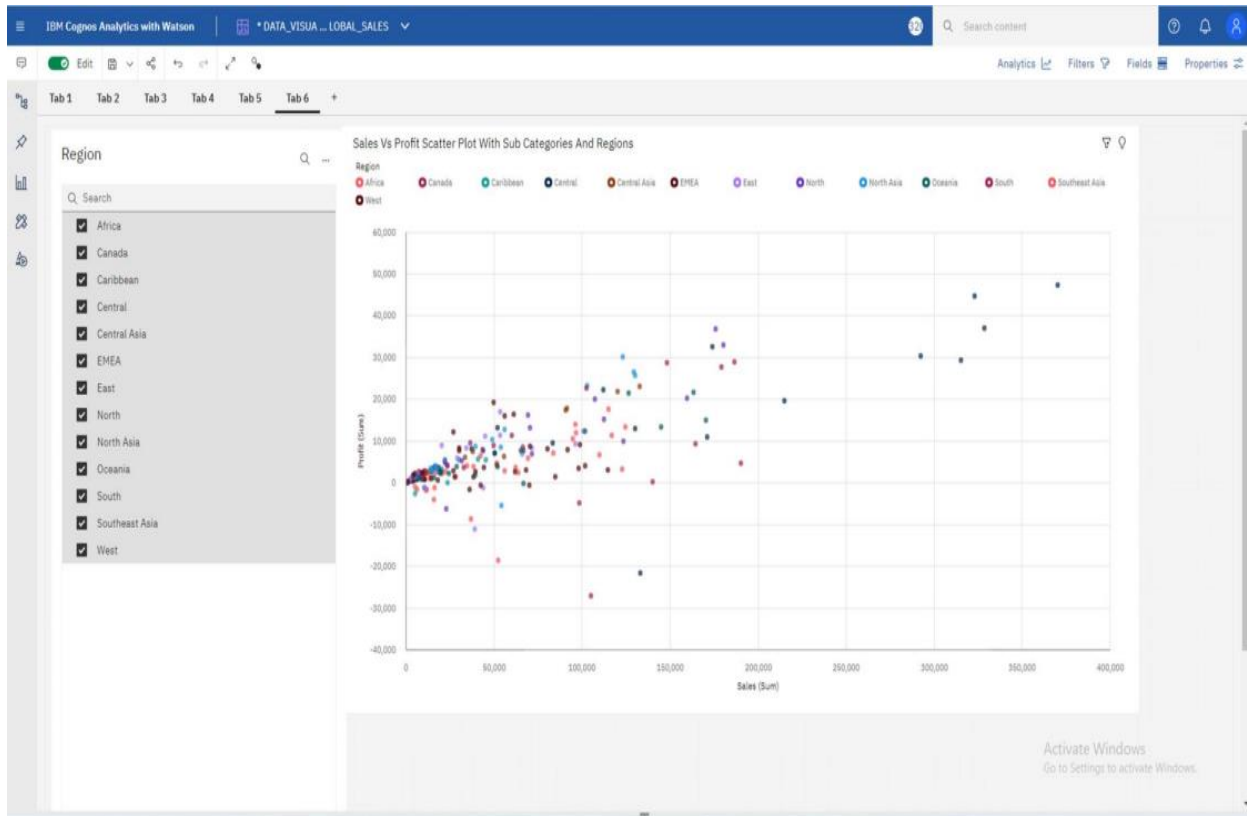 IBM Cognos Analytics with Watson
* DATA_VISUA ... LOBAL_SALES
Search content
Edit
Analytics
Filters
Fields
Properties
Tab 1
Tab 2
Tab 3
Tab 4
Tab 5
Tab 6
+
Region
...
Search
Africa
Canada
Caribbean
Central
Central Asia
EMEA
East
North
North Asia
Oceania
South
Southeast Asia
West
Sales Vs Profit Scatter Plot With Sub Categories And Regions
Region
Africa Canada Caribbean Central Central Asia EMEA East North North Asia Oceania South Southeast Asia
West
Profit (Sum)
60,000
50,000
40,000
30,000
20,000
10,000
0
-10,000
-20,000
-30,000
-40,000
0 50,000 100,000 150,000 200,000 250,000 300,000 350,000 400,000
Sales (Sum)
Activate Windows
Go to Settings to activate Windows.